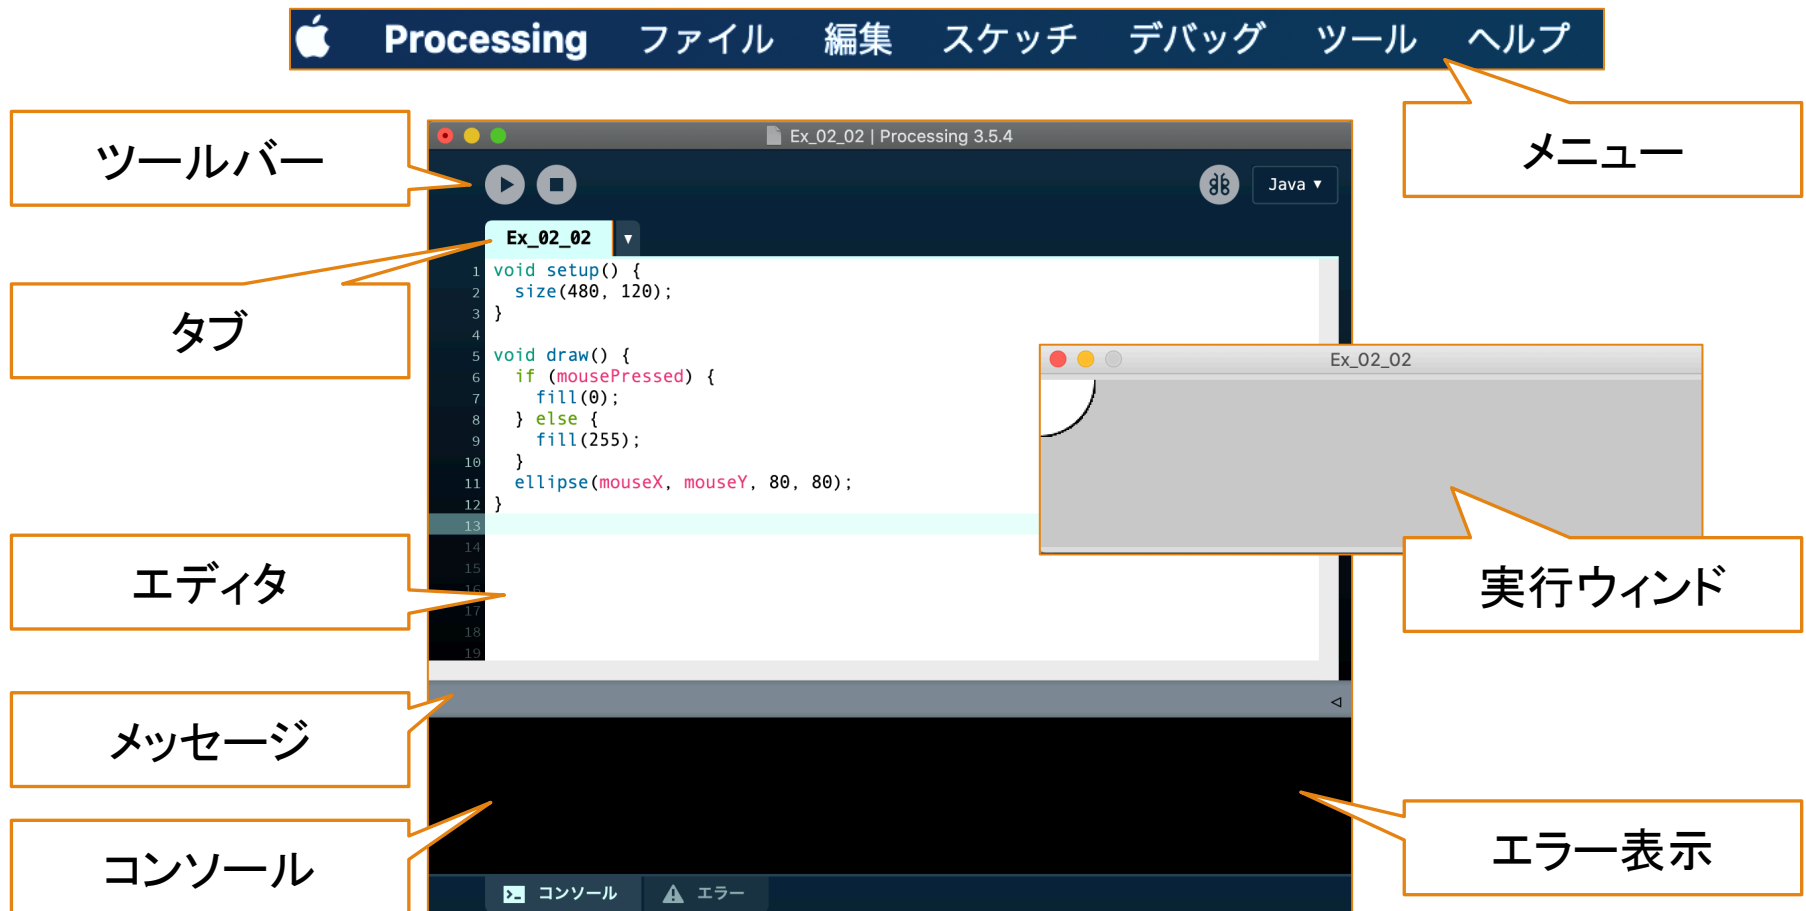 Processing ファイル 編集 スケッチ デバッグ ツール ヘルプ
メニュー
ツールバー
Ex_02_02 | Processing 3.5.4
Java ▼
Ex_02_02 ▼
タブ
1 void setup() {
2   size(480, 120);
3 }
4
5 void draw() {
6   if (mousePressed) {
7     fill(0);
8   } else {
9     fill(255);
10   }
11   ellipse(mouseX, mouseY, 80, 80);
12 }
13
14
15
16
17
18
19
Ex_02_02
実行ウィンド
エディタ
メッセージ
コンソール
エラー表示
コンソール エラー